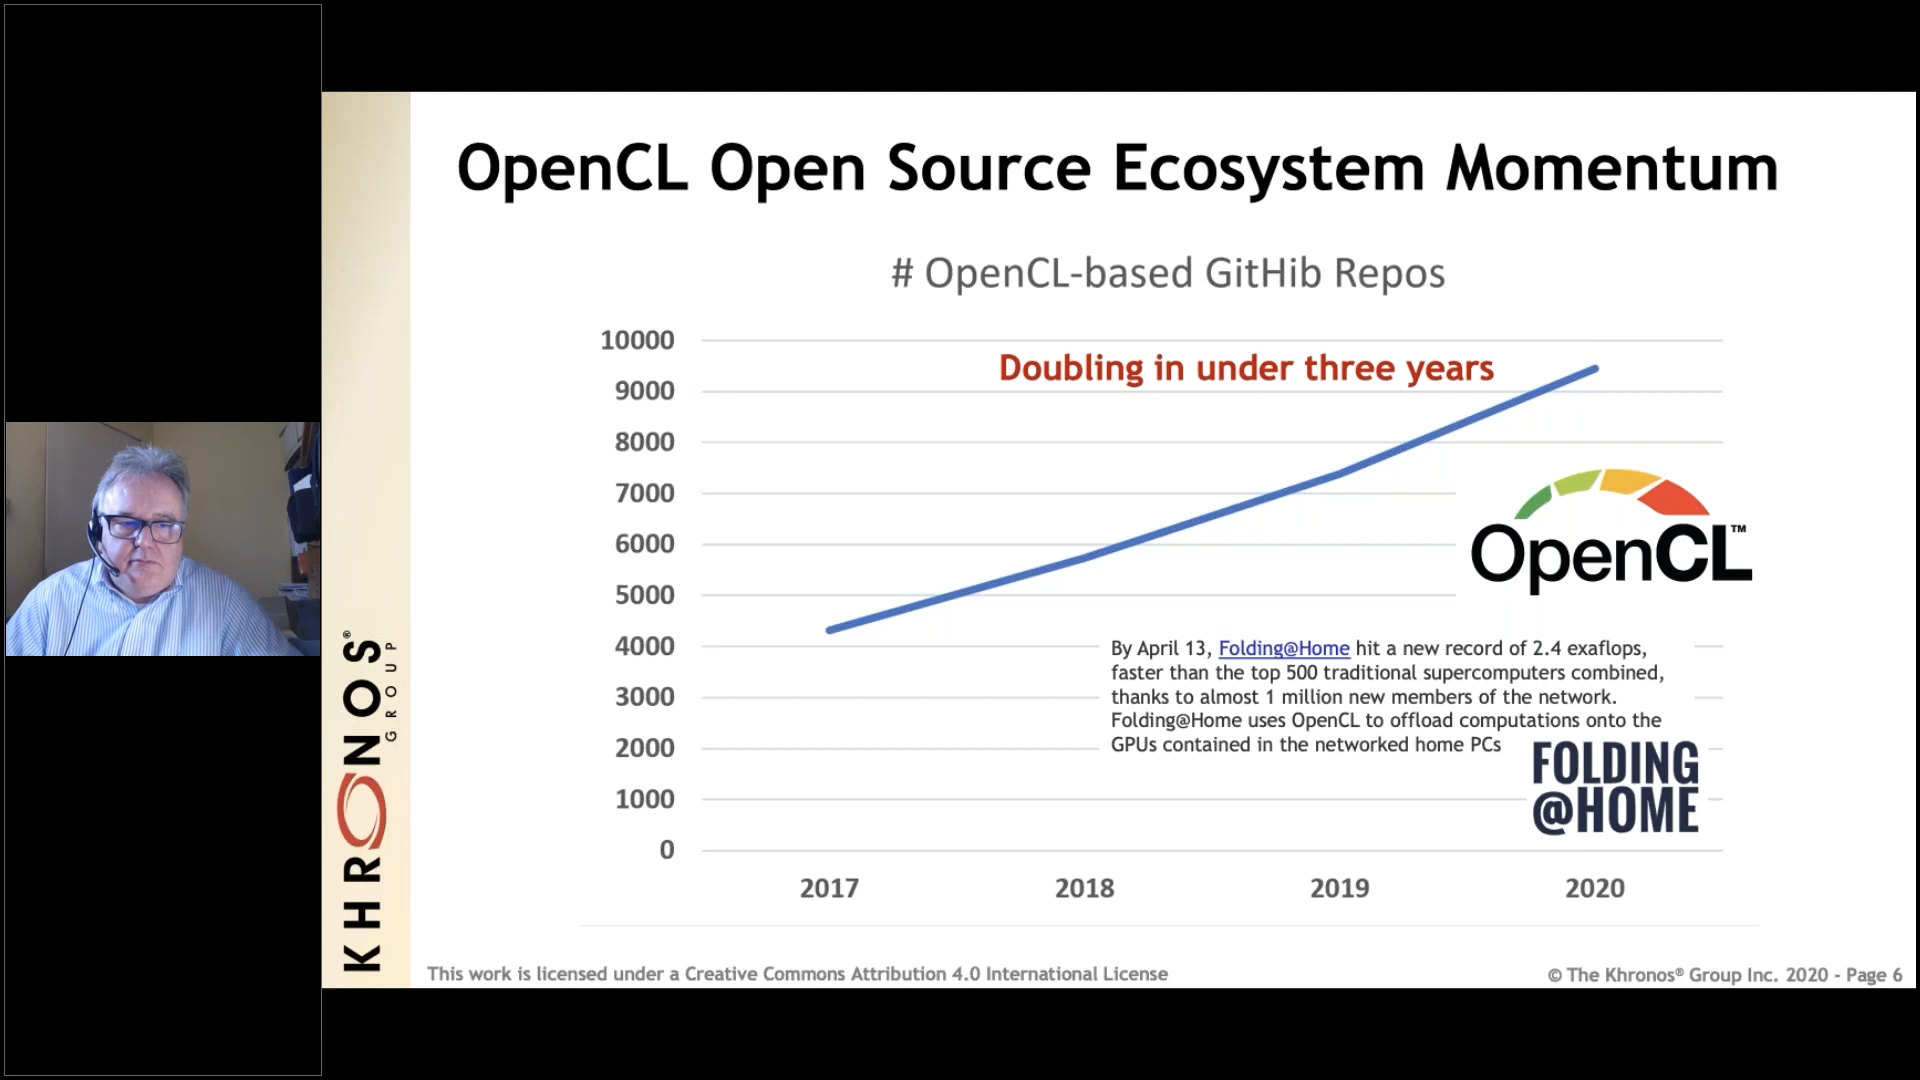 OpenCL Open Source Ecosystem Momentum
# OpenCL-based GitHib Repos
10000
9000
8000
7000
6000
5000
4000
3000
2000
1000
0
Doubling in under three years
OpenCL™
By April 13, Folding@Home hit a new record of 2.4 exaflops,
faster than the top 500 traditional supercomputers combined,
thanks to almost 1 million new members of the network.
Folding@Home uses OpenCL to offload computations onto the
GPUs contained in the networked home PCs
FOLDING
@HOME
2017 2018 2019 2020
KHRONOS®
GROUP
This work is licensed under a Creative Commons Attribution 4.0 International License
© The Khronos® Group Inc. 2020 - Page 6